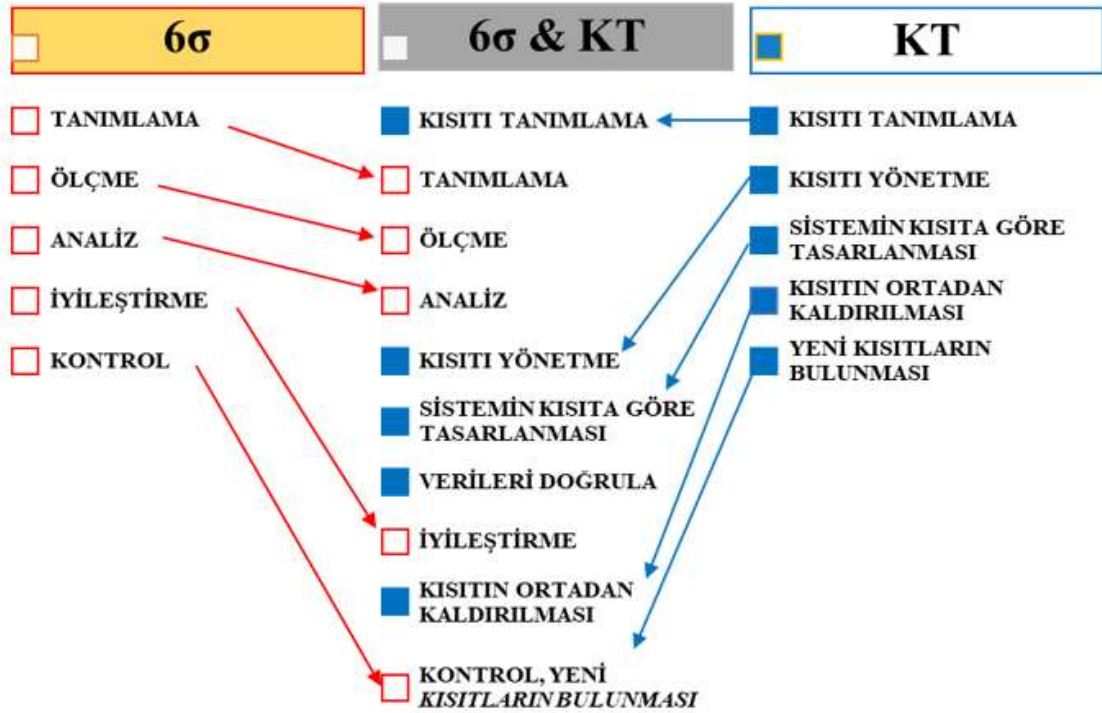 6σ
6σ & KT
KT
TANIMLAMA
ÖLÇME
ANALİZ
İYİLEŞTİRME
KONTROL
KISITI TANIMLAMA
TANIMLAMA
ÖLÇME
ANALİZ
KISITI YÖNETME
SİSTEMİN KISITA GÖRE
TASARLANMASI
VERİLERİ DOĞRULA
İYİLEŞTİRME
KISITIN ORTADAN
KALDIRILMASI
KONTROL, YENİ
KISITLARIN BULUNMASI
KISITI TANIMLAMA
KISITI YÖNETME
SİSTEMİN KISITA GÖRE
TASARLANMASI
KISITIN ORTADAN
KALDIRILMASI
YENİ KISITLARIN
BULUNMASI